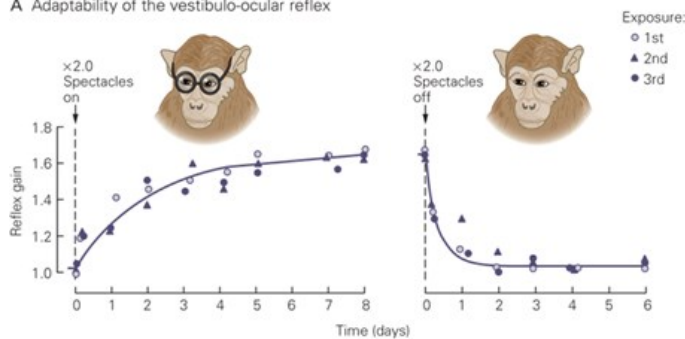 A Adaptability of the vestibulo-ocular reflex
Exposure:
1st
2nd
3rd
×2.0
Spectacles
on
×2.0
Spectacles
off
1.8
1.6
1.4
1.2
1.0
Reflex gain
0 1 2 3 4 5 6 7 8
0 1 2 3 4 5 6
Time (days)